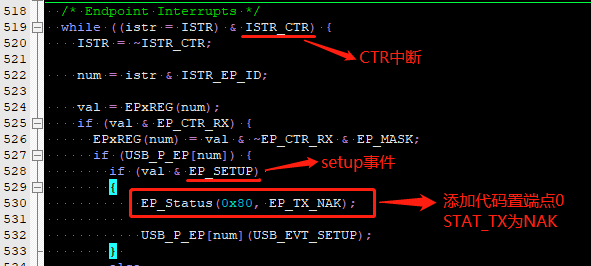 518 /* Endpoint Interrupts */
519 while ((istr = ISTR) & ISTR_CTR) {
520 ISTR = ~ISTR_CTR;
CTR中断
521
522 num = istr & ISTR_EP_ID;
523
524 val = EPxREG(num);
525 if (val & EP_CTR_RX) {
526 EPxREG(num) = val & ~EP_CTR_RX & EP_MASK;
527 if (USB_P_EP[num]) {
setup事件
528 if (val & EP_SETUP)
529 {
530 EP_Status(0x80, EP_TX_NAK);
添加代码置端点0
STAT_TX为NAK
531
532 USB_P_EP[num](USB_EVT_SETUP);
533 }